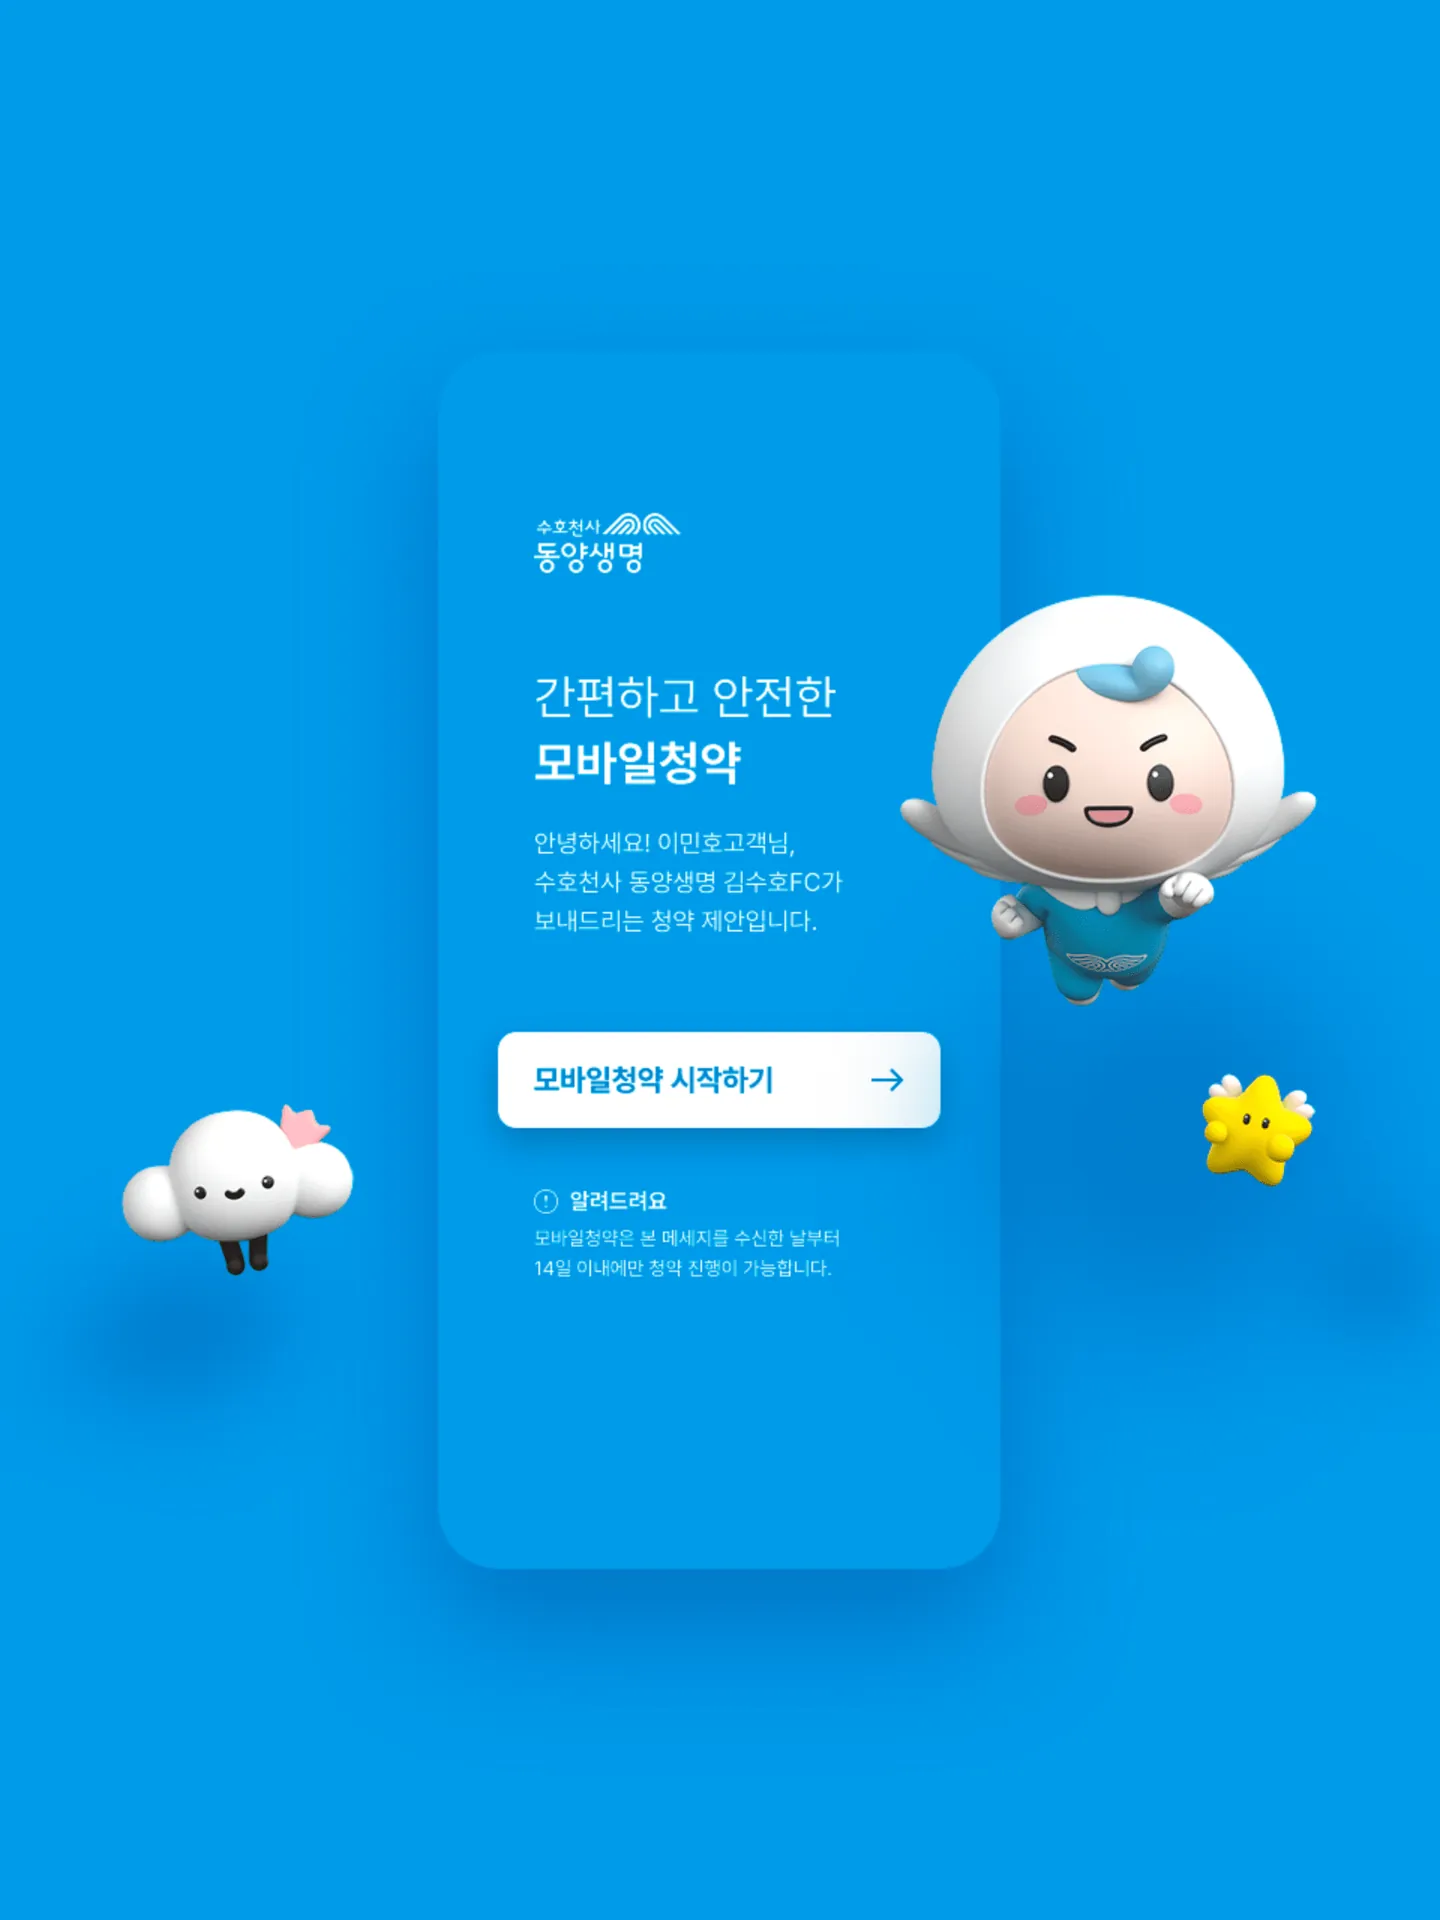 수호천사
동양생명
간편하고 안전한
모바일청약
안녕하세요! 이민호고객님,
수호천사 동양생명 김수호FC가
보내드리는 청약 제안입니다.
모바일청약 시작하기
알려드려요
모바일청약은 본 메세지를 수신한 날부터
14일 이내에만 청약 진행이 가능합니다.